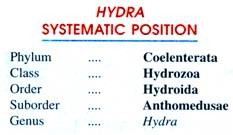 HYDRA
SYSTEMATIC POSITION
Phylum .... Coelenterata
Class .... Hydrozoa
Order .... Hydroida
Suborder .... Anthomedusae
Genus .... Hydra